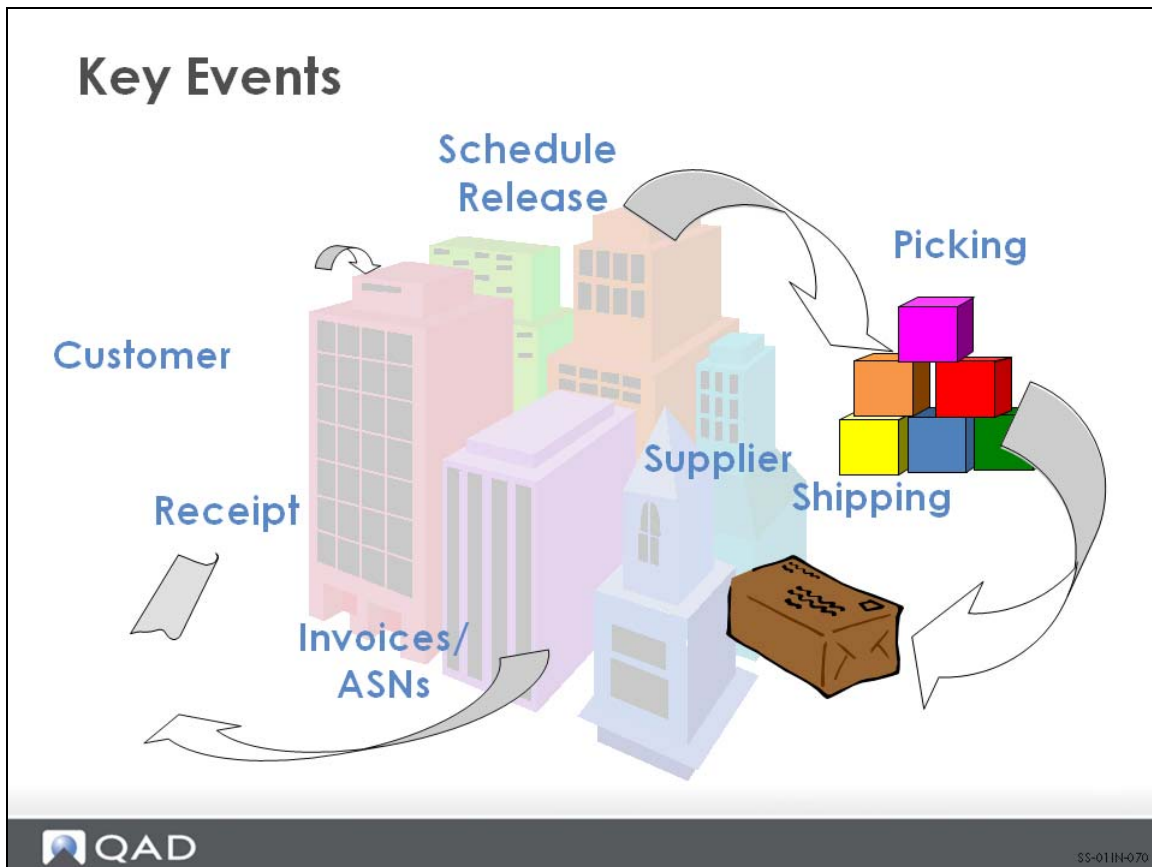 Key Events
Schedule
Release
Picking
Customer
Supplier
Shipping
Receipt
Invoices/
ASNs
QAD
SS-01IN-070